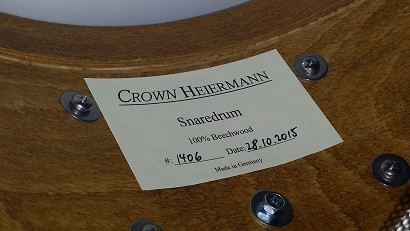 CROWN HEIERMANN
Snaredrum
100% Beechwood
#: 1406 Date: 28.10.2015
Made in Germany